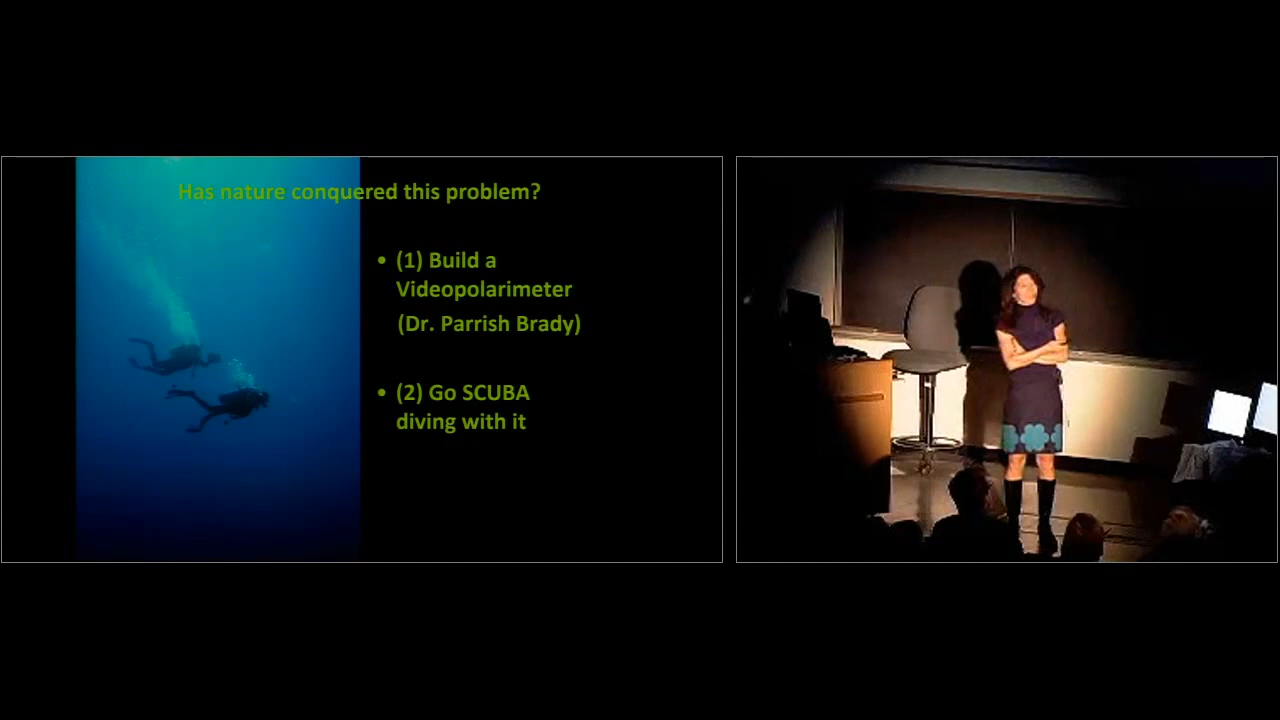 Has nature conquered this problem?
• (1) Build a
Videopolarimeter
(Dr. Parrish Brady)
• (2) Go SCUBA
diving with it